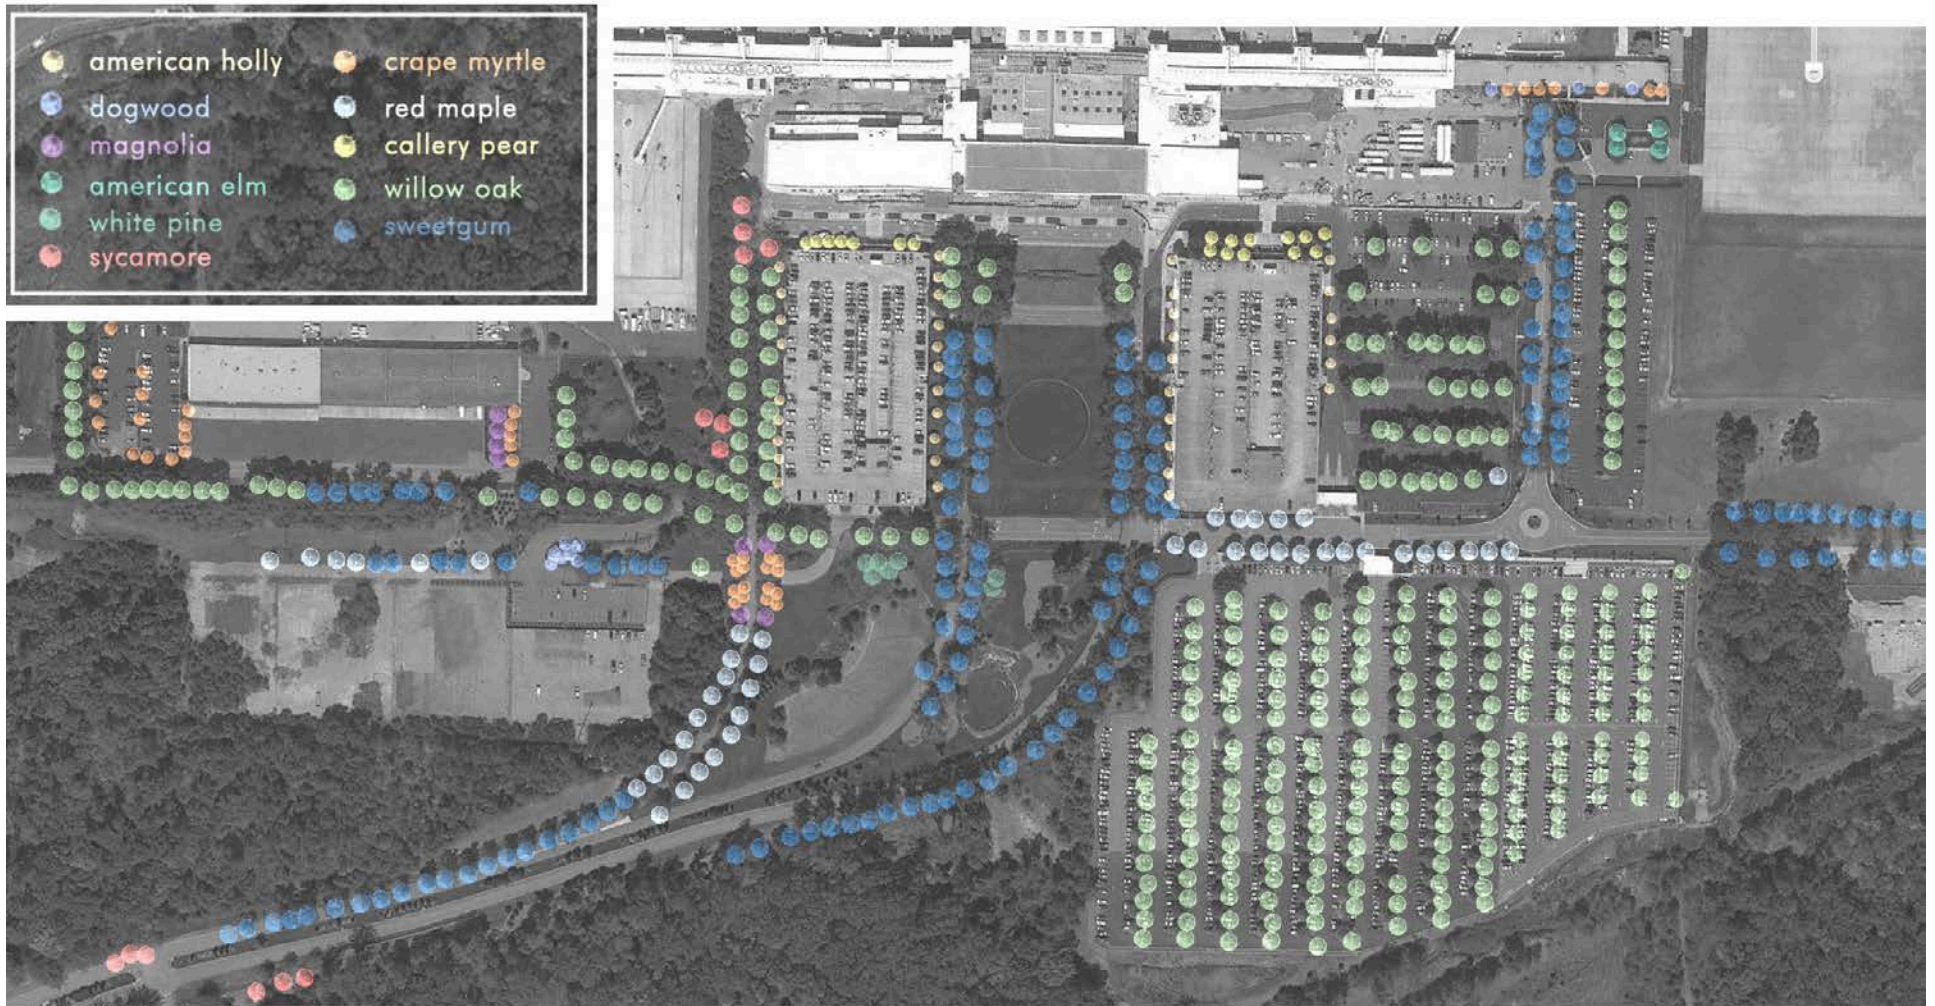 american holly
dogwood
magnolia
american elm
white pine
sycamore
crape myrtle
red maple
callery pear
willow oak
sweetgum